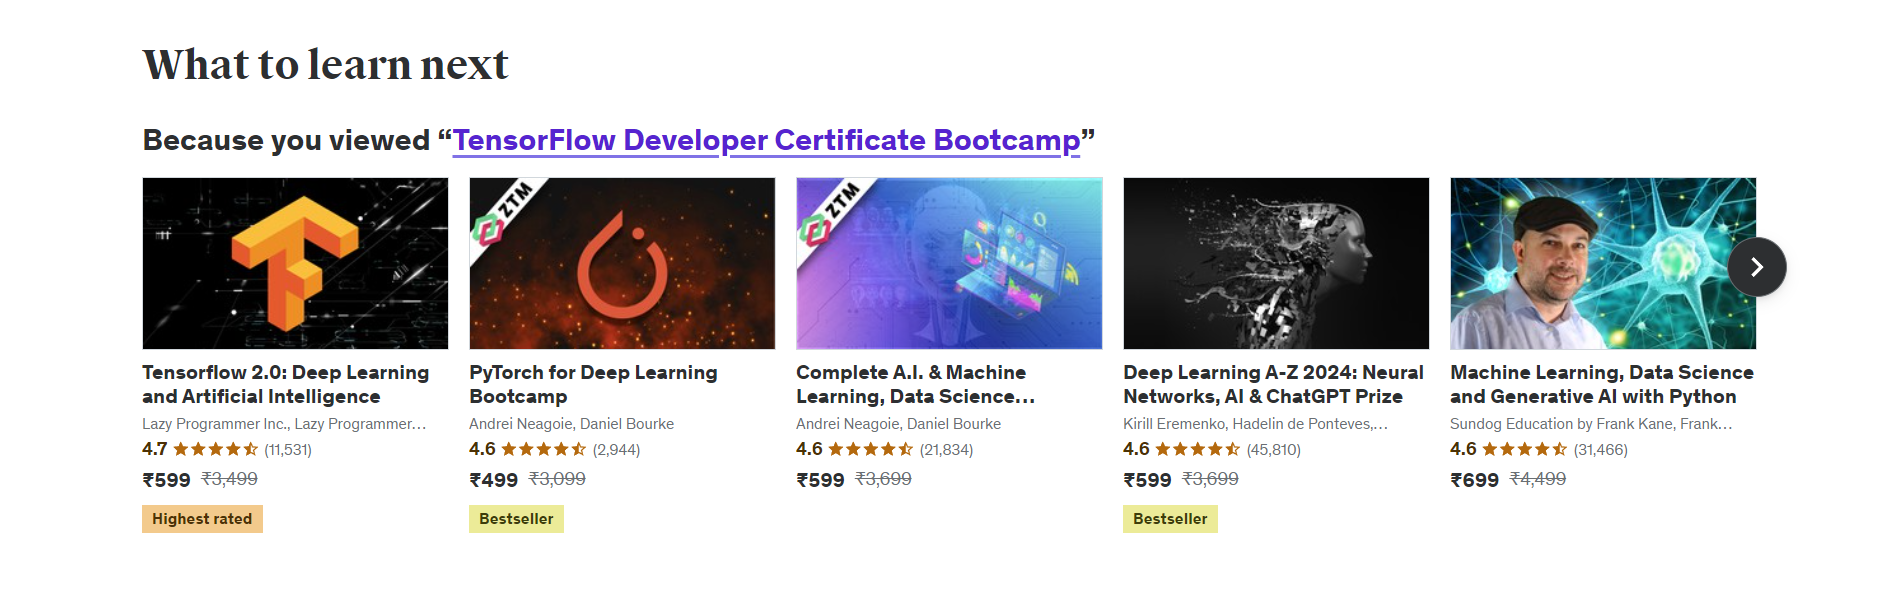 What to learn next
Because you viewed “TensorFlow Developer Certificate Bootcamp”
ZTM
ZTM
Tensorflow 2.0: Deep Learning
and Artificial Intelligence
Lazy Programmer Inc., Lazy Programmer...
4.7 (11,531)
₹599 ₹3,499
Highest rated
PyTorch for Deep Learning
Bootcamp
Andrei Neagoie, Daniel Bourke
4.6 (2,944)
₹499 ₹3,099
Bestseller
Complete A.I. & Machine
Learning, Data Science...
Andrei Neagoie, Daniel Bourke
4.6 (21,834)
₹599 ₹3,699
Deep Learning A-Z 2024: Neural
Networks, AI & ChatGPT Prize
Kirill Eremenko, Hadelin de Ponteves,...
4.6 (45,810)
₹599 ₹3,699
Bestseller
Machine Learning, Data Science
and Generative AI with Python
Sundog Education by Frank Kane, Frank...
4.6 (31,466)
₹699 ₹4,499